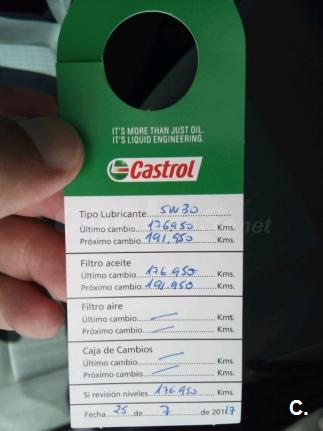 IT'S MORE THAN JUST OIL.
IT'S LIQUID ENGINEERING.
Castrol
Tipo Lubricante 5W30
Último cambio 176950 Kms.
Próximo cambio 191.950 Kms.
Filtro aceite
Último cambio 176.950 Kms.
Próximo cambio 191.950 Kms.
Filtro aire
Último cambio — Kms.
Próximo cambio — Kms.
Caja de Cambios
Último cambio — Kms.
Próximo cambio — Kms.
Si revisión niveles 176950 Kms.
Fecha 25 de 7 de 2017
C.